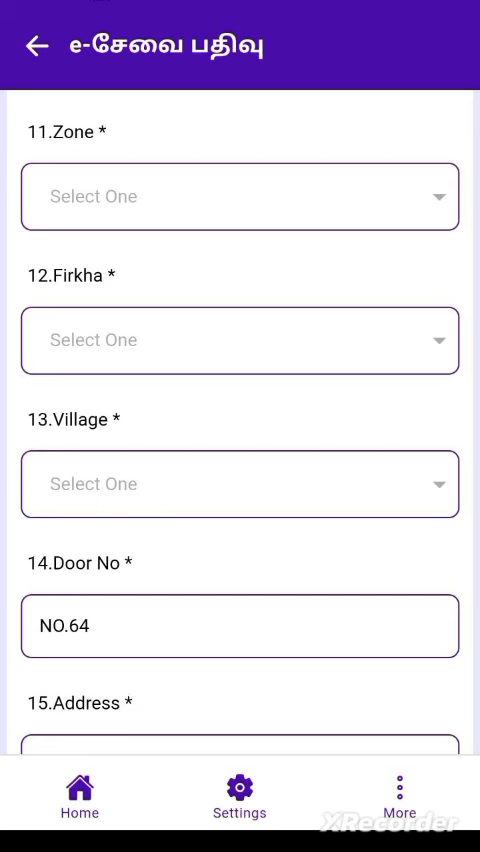 e-சேவை பதிவு
11.Zone *
Select One
12.Firkha *
Select One
13.Village *
Select One
14.Door No *
NO.64
15.Address *
Home
Settings
More
XRecorder